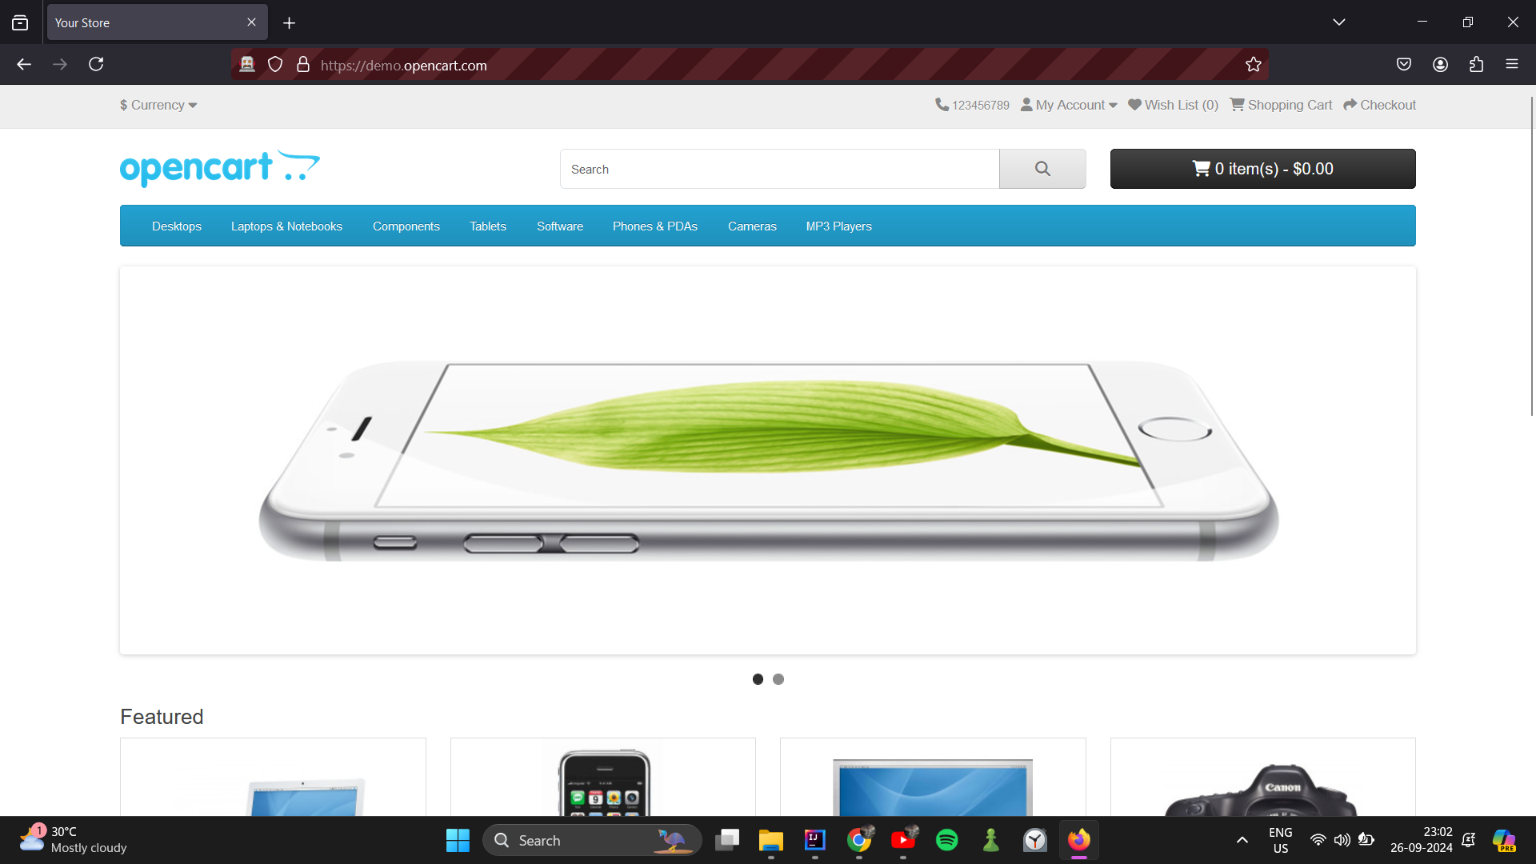 Your Store
https://demo.opencart.com
$ Currency
123456789 My Account Wish List (0) Shopping Cart Checkout
opencart
Search
0 item(s) - $0.00
Desktops Laptops & Notebooks Components Tablets Software Phones & PDAs Cameras MP3 Players
Featured
Canon
1
30°C
Mostly cloudy
Search
ENG
US
23:02
26-09-2024
PRE